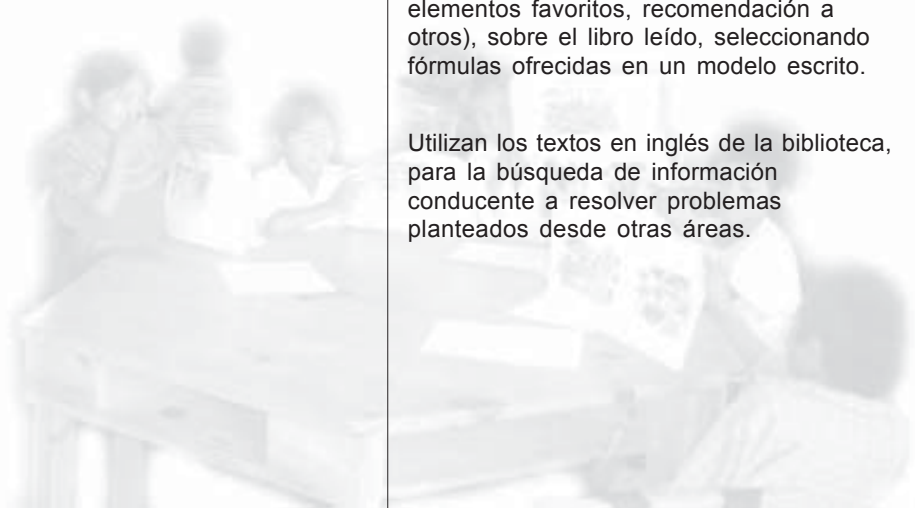 elementos favoritos, recomendación a
otros), sobre el libro leído, seleccionando
fórmulas ofrecidas en un modelo escrito.
Utilizan los textos en inglés de la biblioteca,
para la búsqueda de información
conducente a resolver problemas
planteados desde otras áreas.